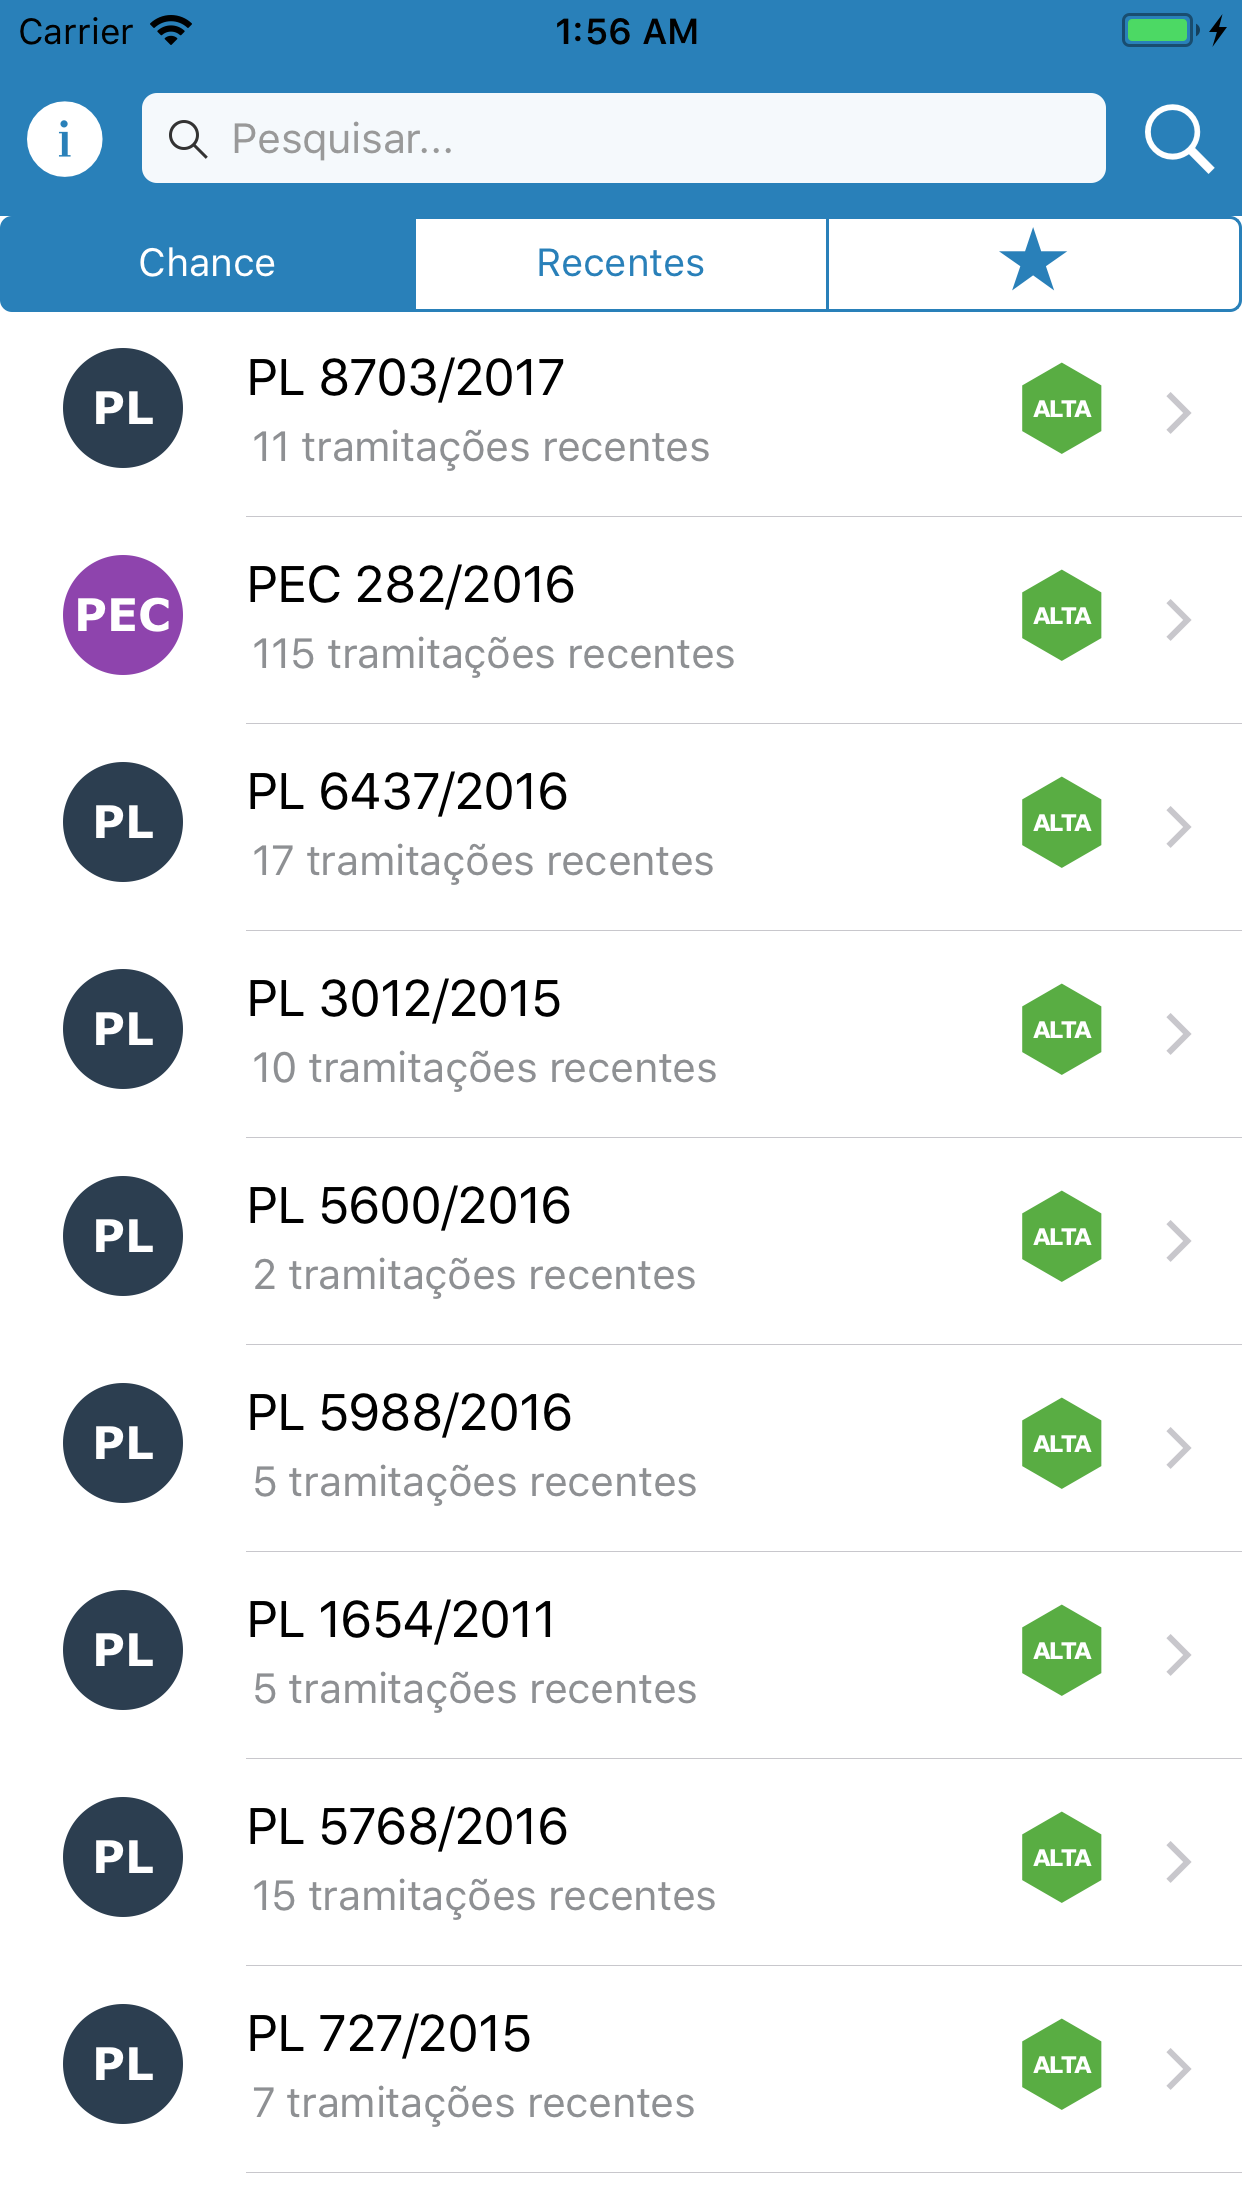 Carrier 1:56 AM
i Pesquisar...
Chance Recentes
PL PL 8703/2017 ALTA
11 tramitações recentes
PEC PEC 282/2016 ALTA
115 tramitações recentes
PL PL 6437/2016 ALTA
17 tramitações recentes
PL PL 3012/2015 ALTA
10 tramitações recentes
PL PL 5600/2016 ALTA
2 tramitações recentes
PL PL 5988/2016 ALTA
5 tramitações recentes
PL PL 1654/2011 ALTA
5 tramitações recentes
PL PL 5768/2016 ALTA
15 tramitações recentes
PL PL 727/2015 ALTA
7 tramitações recentes